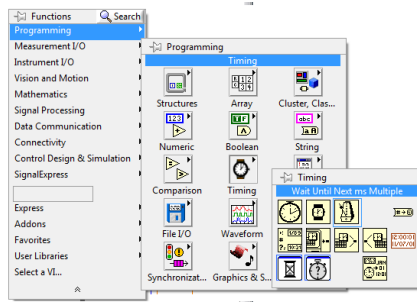 Functions
Search
Programming
Measurement I/O
Instrument I/O
Vision and Motion
Mathematics
Signal Processing
Data Communication
Connectivity
Control Design & Simulation
SignalExpress
Express
Addons
Favorites
User Libraries
Select a VI...
Programming
Timing
Structures
Array
Cluster, Clas...
Numeric
Boolean
String
Comparison
Timing
File I/O
Waveform
Synchronizat...
Graphics & S...
Timing
Wait Until Next ms Multiple